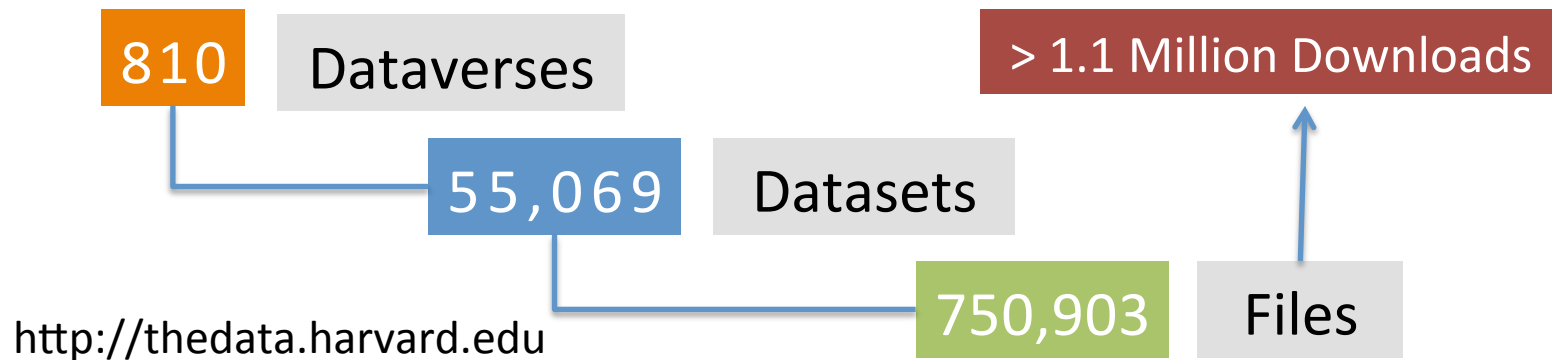 810 Dataverses
> 1.1 Million Downloads
55,069 Datasets
750,903 Files
http://thedata.harvard.edu